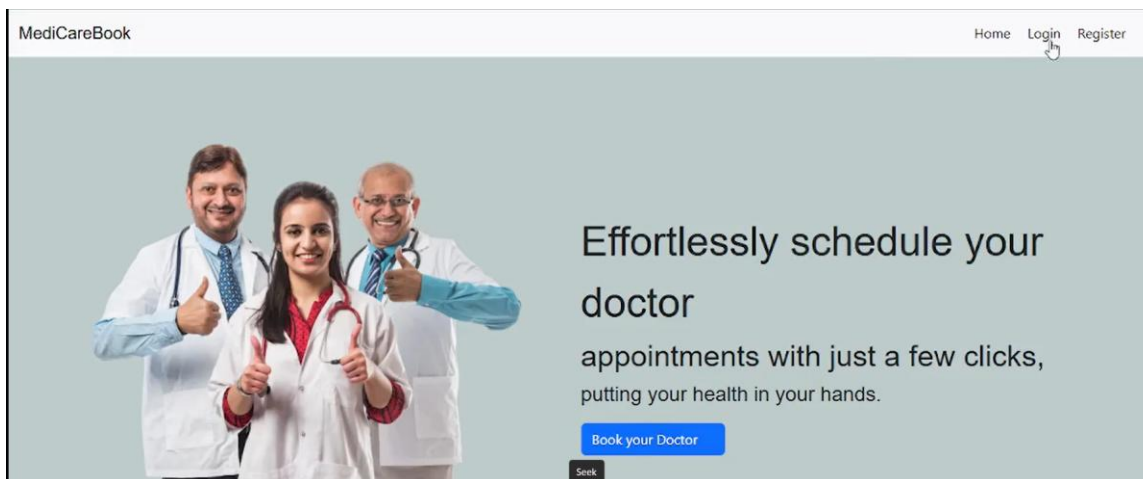 MediCareBook
Home Login Register
Effortlessly schedule your
doctor
appointments with just a few clicks,
putting your health in your hands.
Book your Doctor
Seek